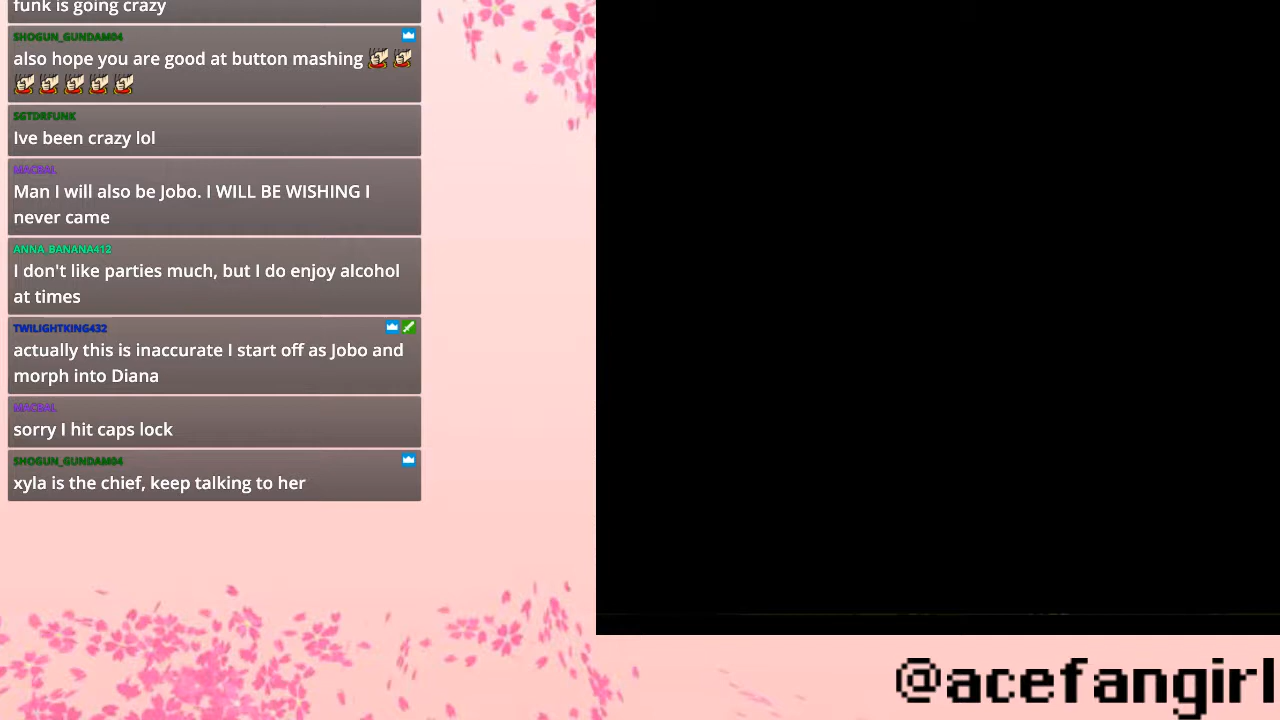 funk is going crazy
SHOGUN_GUNDAM04
also hope you are good at button mashing
SGTDRFUNK
Ive been crazy lol
MACBAL
Man I will also be Jobo. I WILL BE WISHING I
never came
ANNA_BANANA412
I don't like parties much, but I do enjoy alcohol
at times
TWILIGHTKING432
actually this is inaccurate I start off as Jobo and
morph into Diana
MACBAL
sorry I hit caps lock
SHOGUN_GUNDAM04
xyla is the chief, keep talking to her
@acefangirl